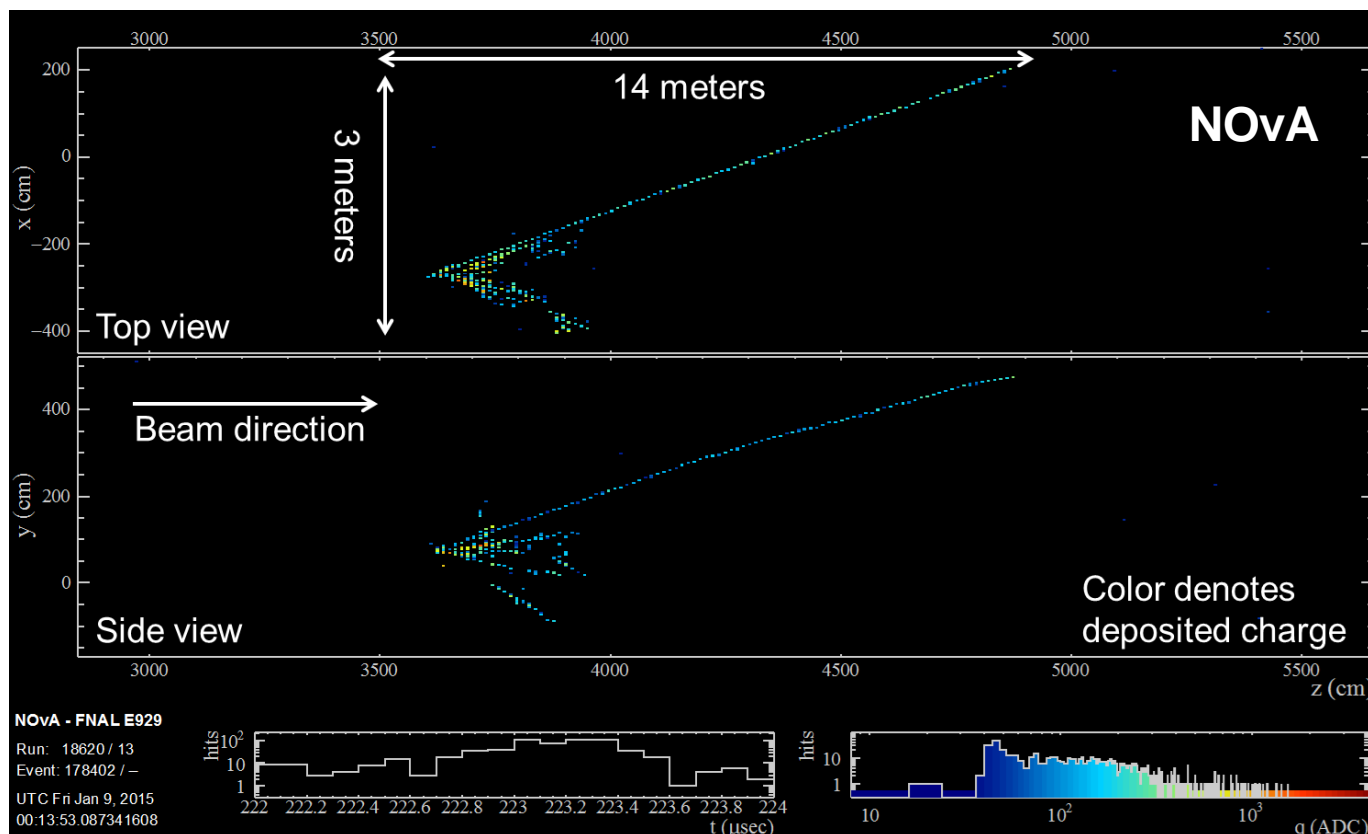 3000 3500 4000 4500 5000 5500
200
0
−200
−400
x (cm)
14 meters
3 meters
NOvA
Top view
400
200
0
y (cm)
Beam direction
Side view
Color denotes
deposited charge
3000 3500 4000 4500 5000 5500
z (cm)
NOvA - FNAL E929
Run: 18620 / 13
Event: 178402 / --
UTC Fri Jan 9, 2015
00:13:53.087341608
hits
10²
10
1
222 222.2 222.4 222.6 222.8 223 223.2 223.4 223.6 223.8 224
t (μsec)
hits
10
1
10 10² 10³
q (ADC)